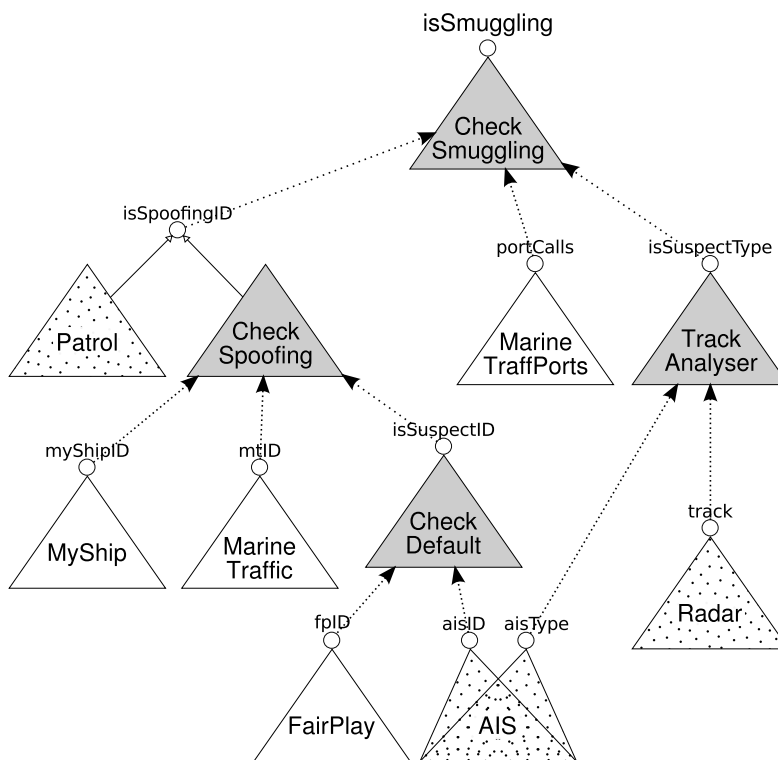 isSmuggling
Check
Smuggling
isSpoofingID
portCalls
isSuspectType
Patrol
Check
Spoofing
Marine
TraffPorts
Track
Analyser
myShipID
mtID
isSuspectID
MyShip
Marine
Traffic
Check
Default
track
Radar
fpID
aisID
aisType
FairPlay
AIS